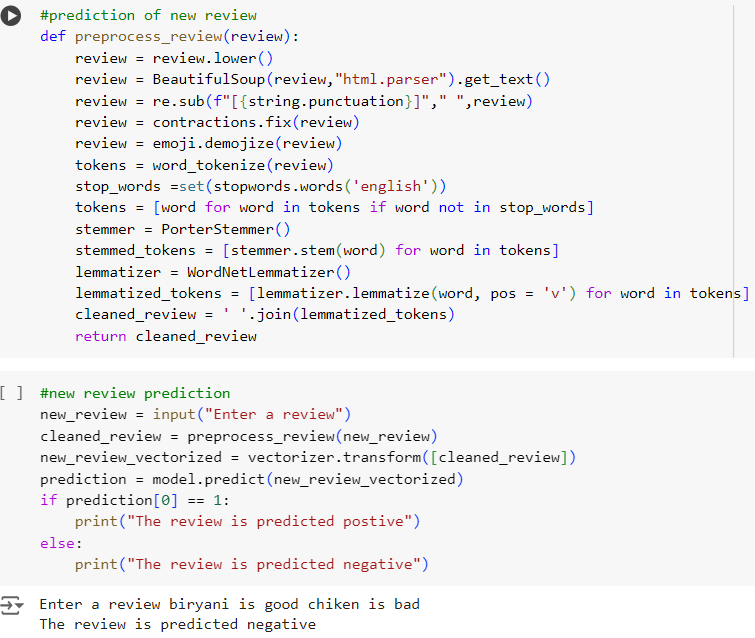 #prediction of new review
def preprocess_review(review):
    review = review.lower()
    review = BeautifulSoup(review,"html.parser").get_text()
    review = re.sub(f"[{string.punctuation}]"," ",review)
    review = contractions.fix(review)
    review = emoji.demojize(review)
    tokens = word_tokenize(review)
    stop_words =set(stopwords.words('english'))
    tokens = [word for word in tokens if word not in stop_words]
    stemmer = PorterStemmer()
    stemmed_tokens = [stemmer.stem(word) for word in tokens]
    lemmatizer = WordNetLemmatizer()
    lemmatized_tokens = [lemmatizer.lemmatize(word, pos = 'v') for word in tokens]
    cleaned_review = ' '.join(lemmatized_tokens)
    return cleaned_review
[ ] #new review prediction
new_review = input("Enter a review")
cleaned_review = preprocess_review(new_review)
new_review_vectorized = vectorizer.transform([cleaned_review])
prediction = model.predict(new_review_vectorized)
if prediction[0] == 1:
    print("The review is predicted postive")
else:
    print("The review is predicted negative")
Enter a review biryani is good chiken is bad
The review is predicted negative